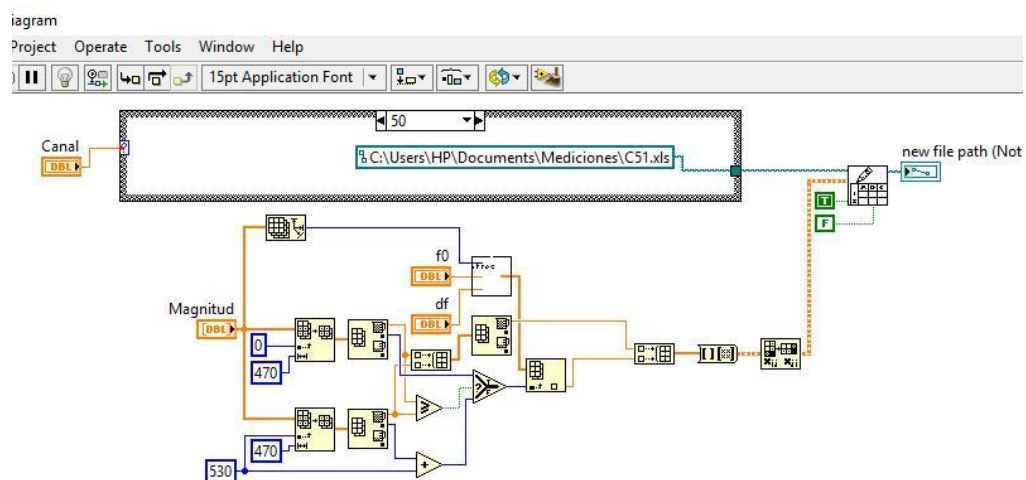 iagram
Project Operate Tools Window Help
15pt Application Font
50
Canal
DBL
C:\Users\HP\Documents\Mediciones\C51.xls
new file path (Not
T
F
f0
DBL
Magnitud
DBL
df
DBL
0
470
470
530